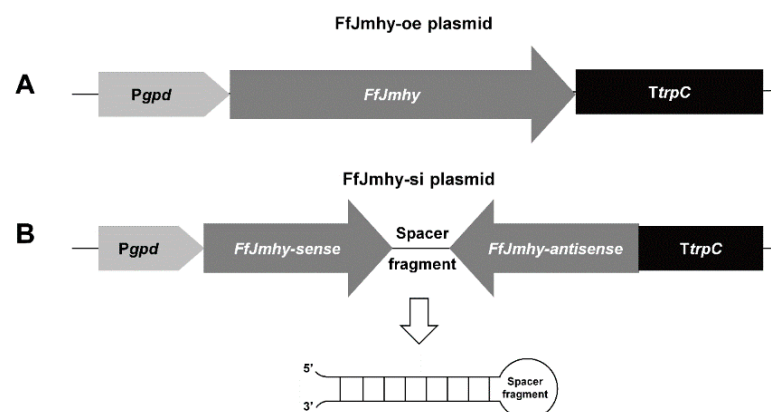 FfJmhy-oe plasmid
A
Pgpd
FfJmhy
TtrpC
FfJmhy-si plasmid
B
Pgpd
FfJmhy-sense
Spacer
fragment
FfJmhy-antisense
TtrpC
5'
3'
Spacer
fragment